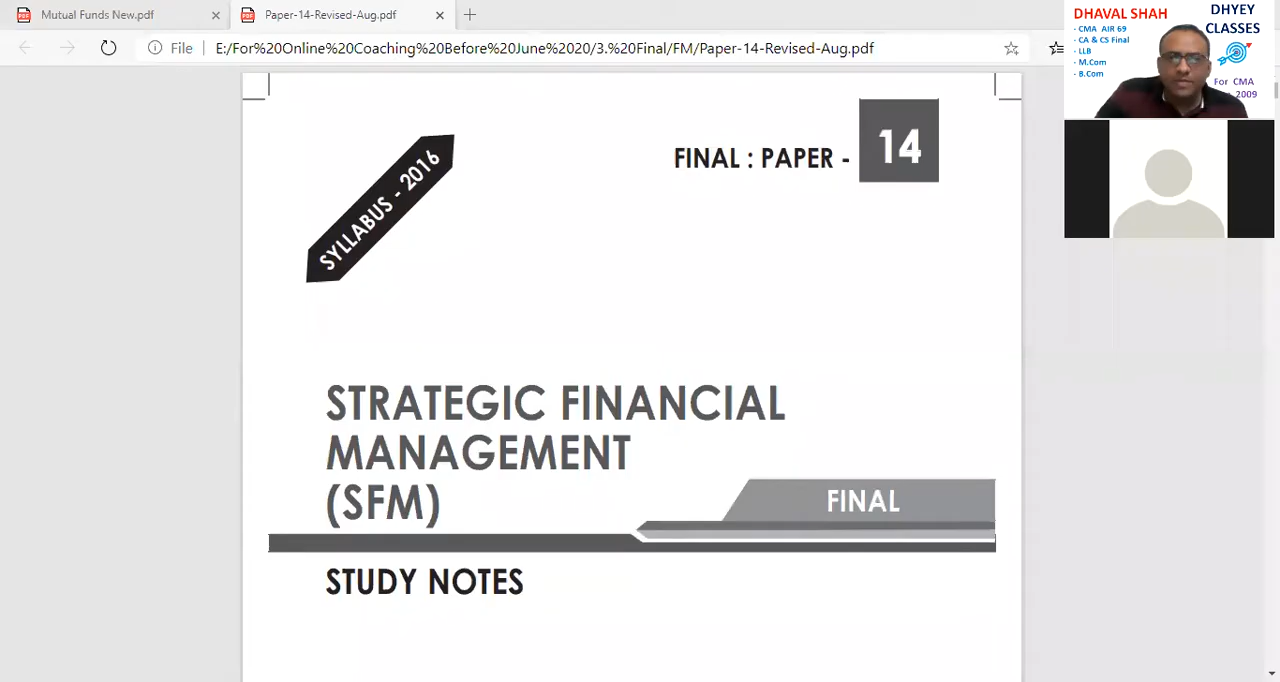 Mutual Funds New.pdf
Paper-14-Revised-Aug.pdf
File
E:/For%20Online%20Coaching%20Before%20June%2020/3.%20Final/FM/Paper-14-Revised-Aug.pdf
DHAVAL SHAH
- CMA AIR 69
- CA & CS Final
- LLB
- M.Com
- B.Com
DHYEY
CLASSES
For CMA
2009
SYLLABUS - 2016
FINAL : PAPER - 14
STRATEGIC FINANCIAL
MANAGEMENT
(SFM)
FINAL
STUDY NOTES